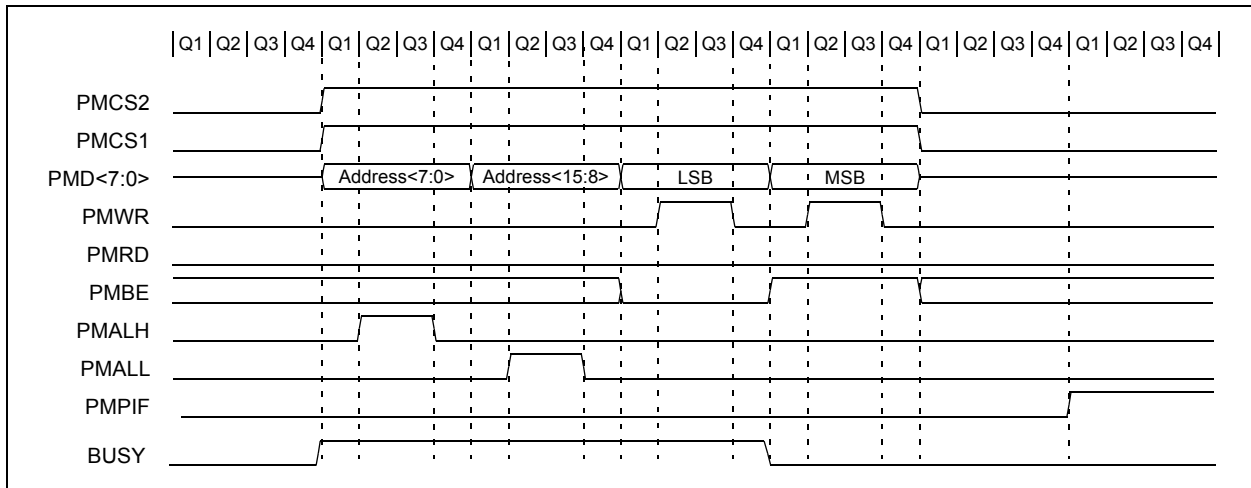 Q1 Q2 Q3 Q4 Q1 Q2 Q3 Q4 Q1 Q2 Q3 Q4 Q1 Q2 Q3 Q4 Q1 Q2 Q3 Q4 Q1 Q2 Q3 Q4 Q1 Q2 Q3 Q4
PMCS2
PMCS1
PMD<7:0> Address<7:0> Address<15:8> LSB MSB
PMWR
PMRD
PMBE
PMALH
PMALL
PMPIF
BUSY